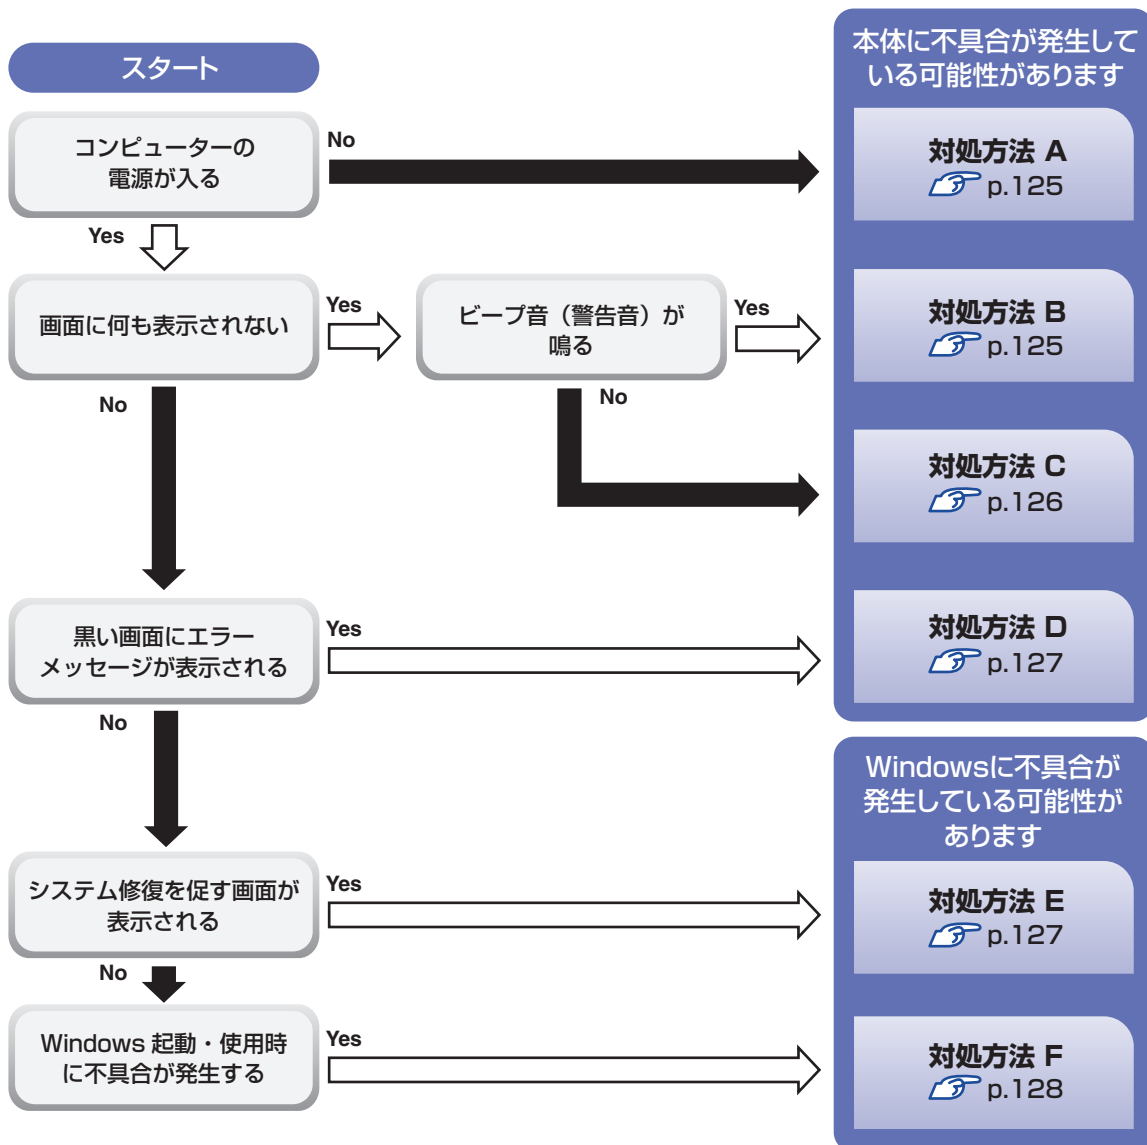 スタート
コンピューターの
電源が入る
No
Yes
画面に何も表示されない
Yes
ビープ音（警告音）が
鳴る
Yes
No
No
黒い画面にエラー
メッセージが表示される
Yes
No
システム修復を促す画面が
表示される
Yes
No
Windows 起動・使用時
に不具合が発生する
Yes
本体に不具合が発生して
いる可能性があります
対処方法 A
p.125
対処方法 B
p.125
対処方法 C
p.126
対処方法 D
p.127
Windowsに不具合が
発生している可能性が
あります
対処方法 E
p.127
対処方法 F
p.128